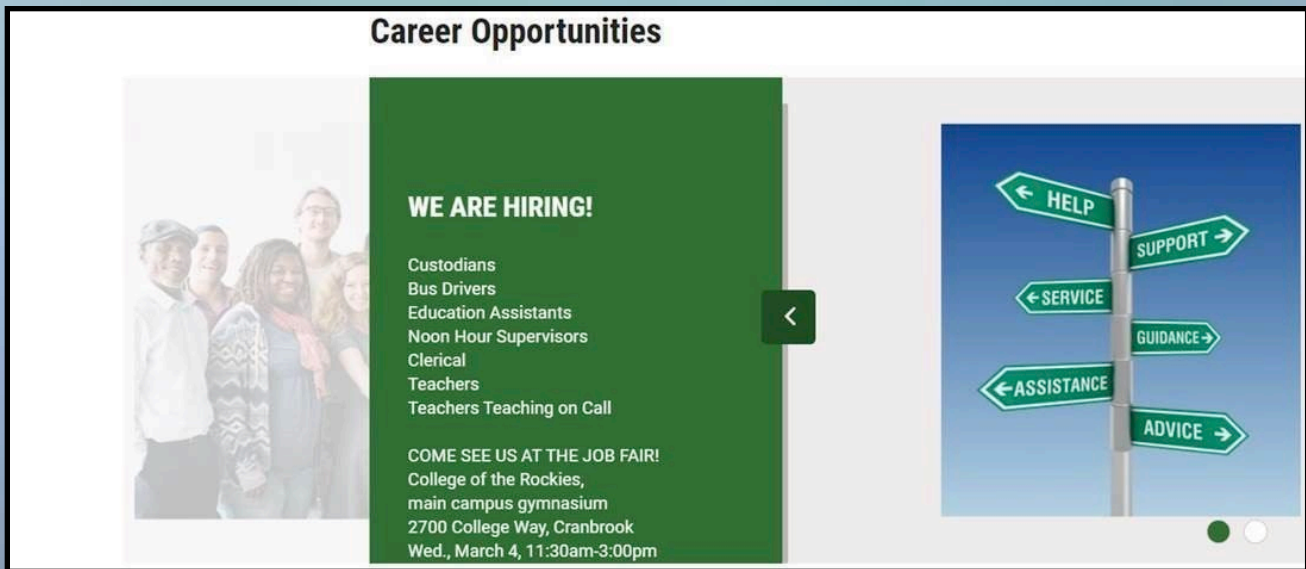 Career Opportunities
WE ARE HIRING!
Custodians
Bus Drivers
Education Assistants
Noon Hour Supervisors
Clerical
Teachers
Teachers Teaching on Call
COME SEE US AT THE JOB FAIR!
College of the Rockies,
main campus gymnasium
2700 College Way, Cranbrook
Wed., March 4, 11:30am-3:00pm
← HELP
SUPPORT →
← SERVICE
GUIDANCE →
← ASSISTANCE
ADVICE →